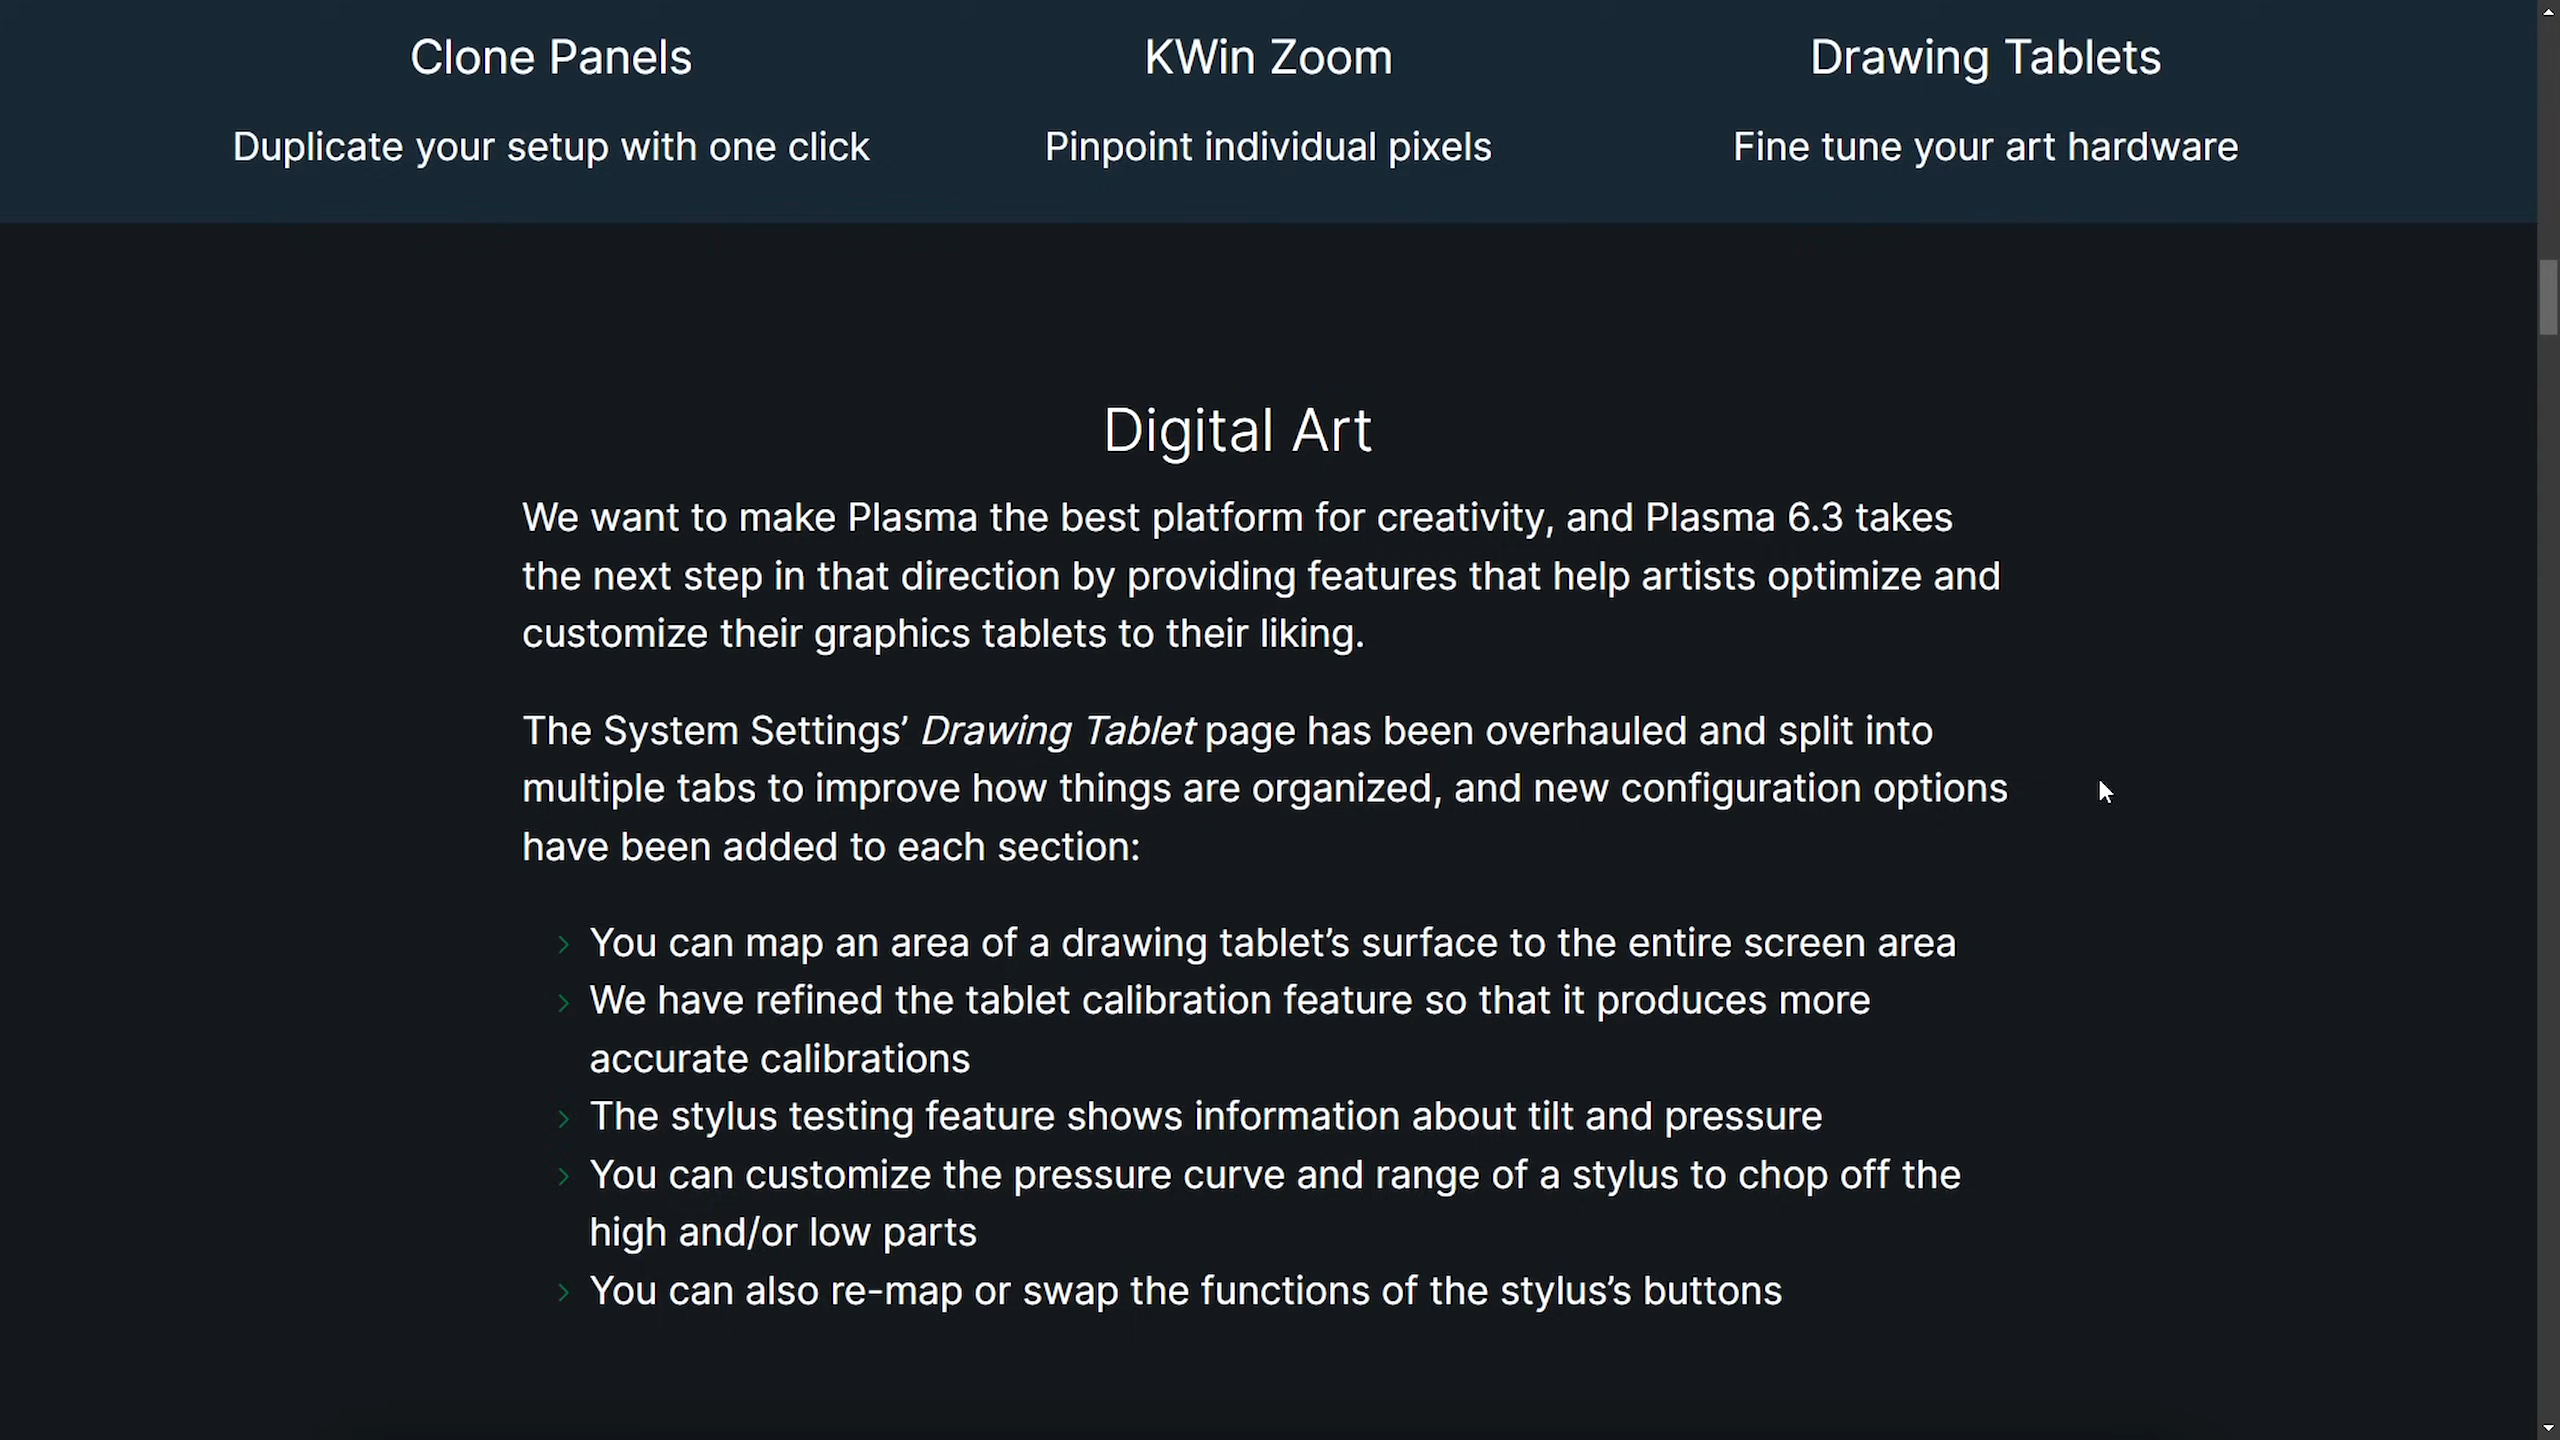 Clone Panels
Duplicate your setup with one click
KWin Zoom
Pinpoint individual pixels
Drawing Tablets
Fine tune your art hardware
Digital Art
We want to make Plasma the best platform for creativity, and Plasma 6.3 takes
the next step in that direction by providing features that help artists optimize and
customize their graphics tablets to their liking.
The System Settings’ Drawing Tablet page has been overhauled and split into
multiple tabs to improve how things are organized, and new configuration options
have been added to each section:
You can map an area of a drawing tablet’s surface to the entire screen area
We have refined the tablet calibration feature so that it produces more
accurate calibrations
The stylus testing feature shows information about tilt and pressure
You can customize the pressure curve and range of a stylus to chop off the
high and/or low parts
You can also re-map or swap the functions of the stylus’s buttons